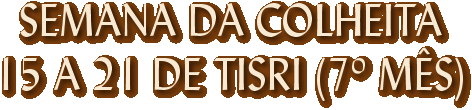 SEMANA DA COLHEITA
15 A 21 DE TISRI (7º MÊS)